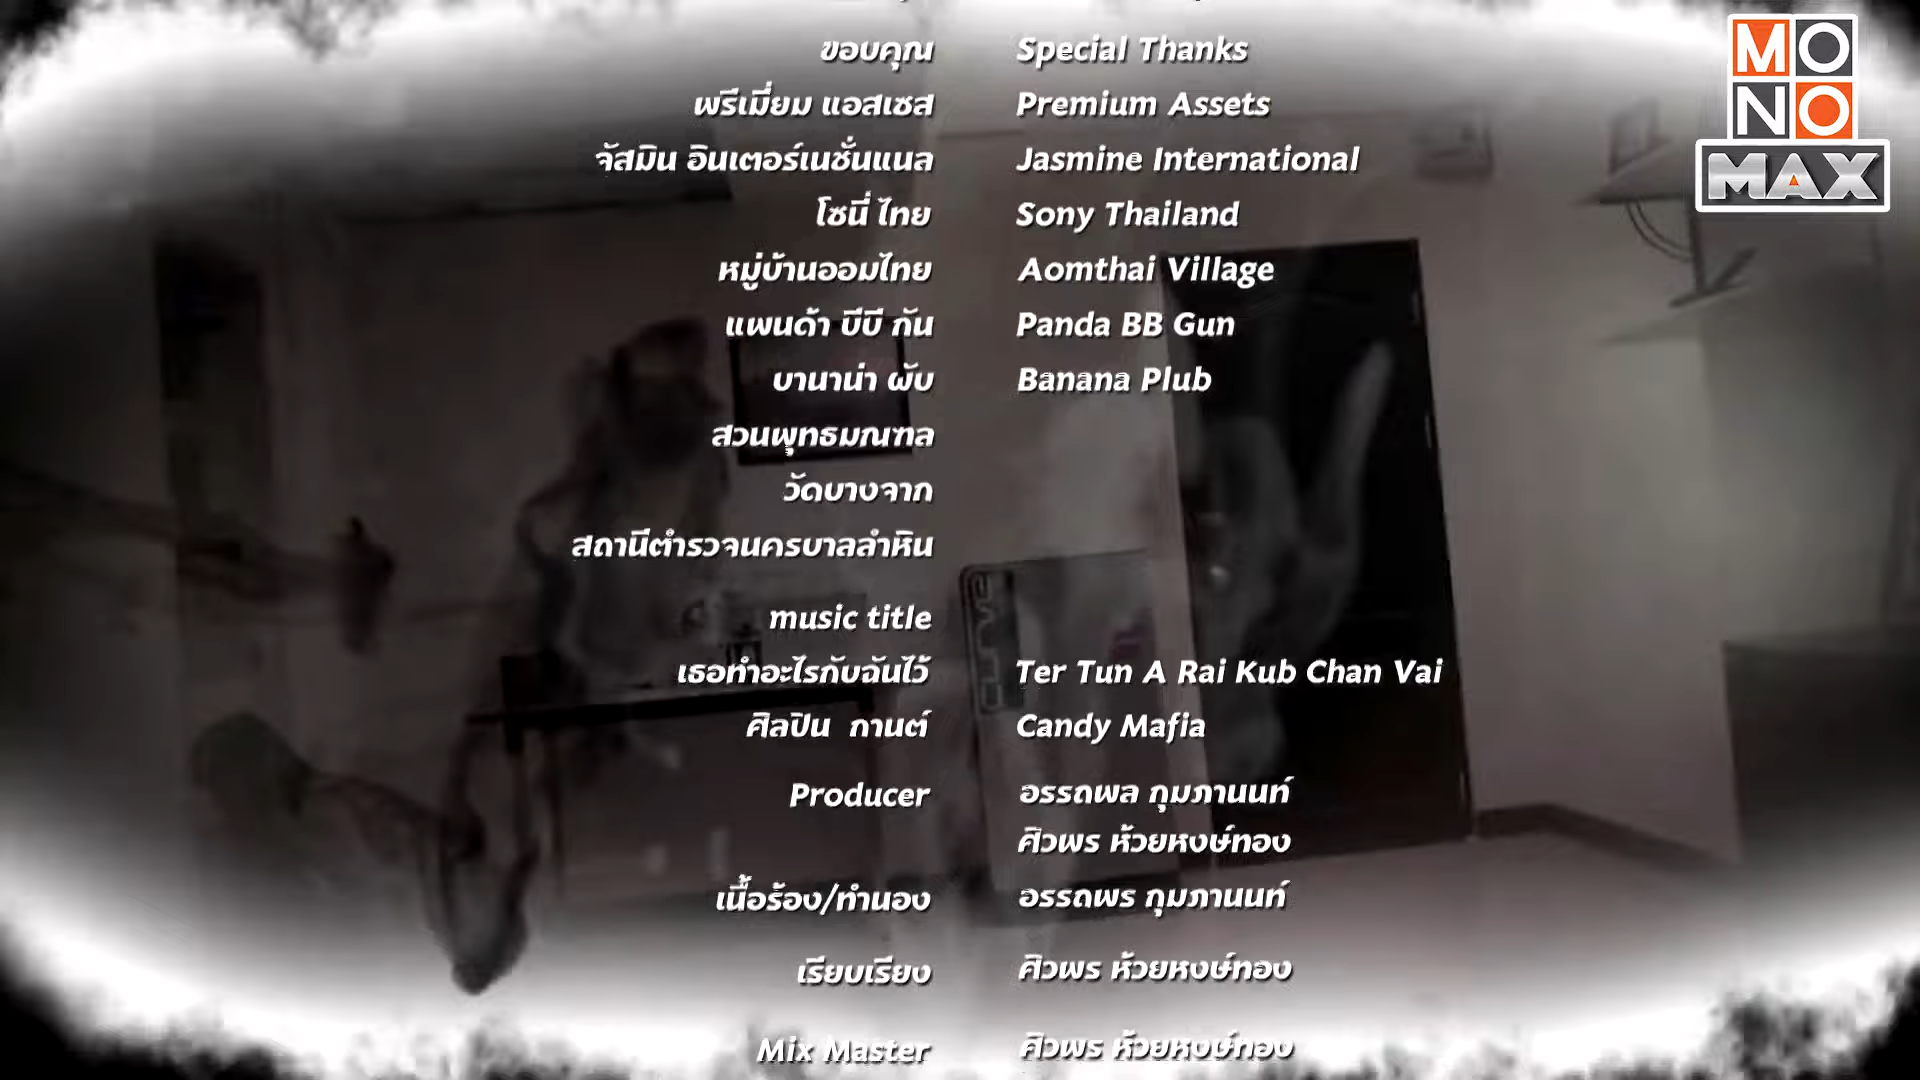 MONO
MAX
ขอบคุณ Special Thanks
พรีเมี่ยม แอสเซส Premium Assets
จัสมิน อินเตอร์เนชั่นแนล Jasmine International
โซนี่ ไทย Sony Thailand
หมู่บ้านออมไทย Aomthai Village
แพนด้า บีบี กัน Panda BB Gun
บานาน่า ผับ Banana Plub
สวนพุทธมณฑล
วัดบางจาก
สถานีตำรวจนครบาลลำหิน
music title
เธอทำอะไรกับฉันไว้ Ter Tun A Rai Kub Chan Vai
ศิลปิน กานต์ Candy Mafia
Producer อรรถพล กุมภานนท์
ศิวพร ห้วยหงษ์ทอง
เนื้อร้อง/ทำนอง อรรถพร กุมภานนท์
เรียบเรียง ศิวพร ห้วยหงษ์ทอง
Mix Master ศิวพร ห้วยหงษ์ทอง